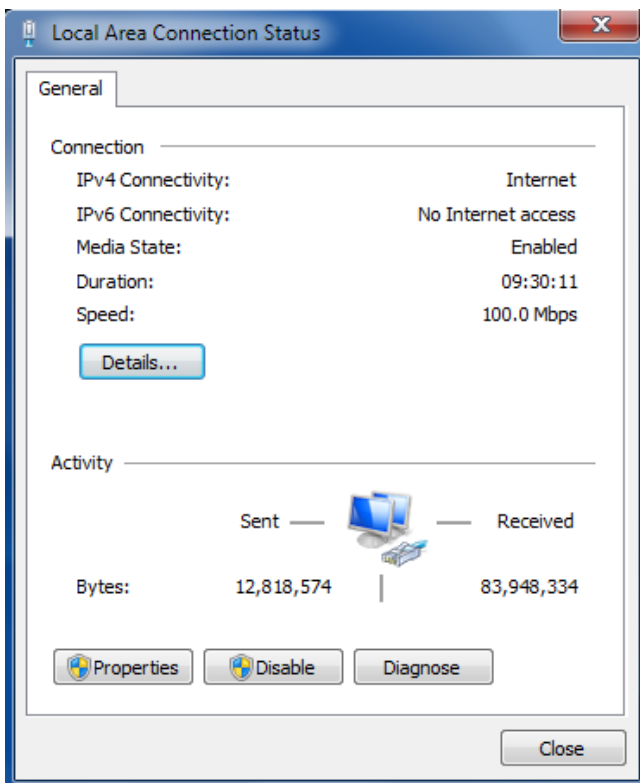 Local Area Connection Status
General
Connection
IPv4 Connectivity: Internet
IPv6 Connectivity: No Internet access
Media State: Enabled
Duration: 09:30:11
Speed: 100.0 Mbps
Details...
Activity
Sent Received
Bytes: 12,818,574 83,948,334
Properties Disable Diagnose
Close